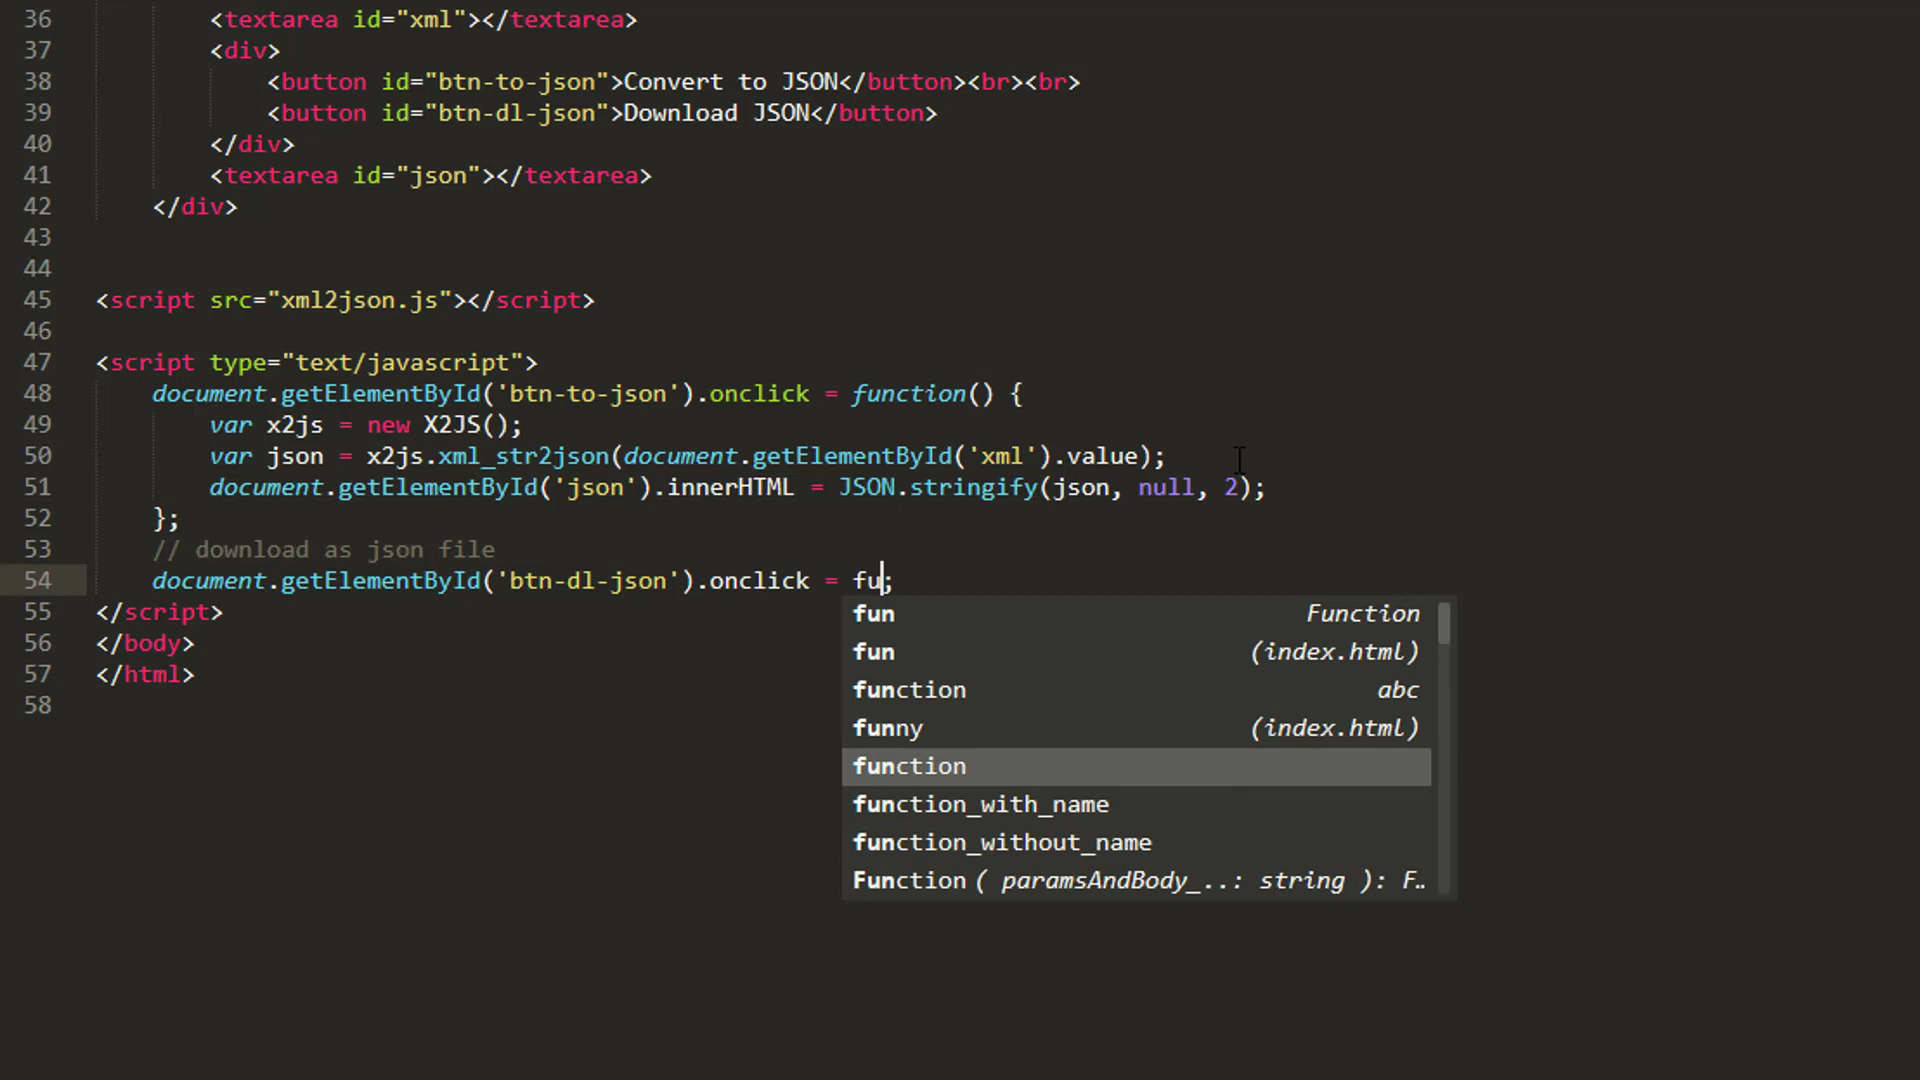 36 <textarea id="xml"></textarea>
37 <div>
38 <button id="btn-to-json">Convert to JSON</button><br><br>
39 <button id="btn-dl-json">Download JSON</button>
40 </div>
41 <textarea id="json"></textarea>
42 </div>
43
44
45 <script src="xml2json.js"></script>
46
47 <script type="text/javascript">
48 document.getElementById('btn-to-json').onclick = function() {
49 var x2js = new X2JS();
50 var json = x2js.xml_str2json(document.getElementById('xml').value);
51 document.getElementById('json').innerHTML = JSON.stringify(json, null, 2);
52 };
53 // download as json file
54 document.getElementById('btn-dl-json').onclick = fu;
55 </script>
56 </body>
57 </html>
58
fun Function
fun (index.html)
function abc
funny (index.html)
function
function_with_name
function_without_name
Function ( paramsAndBody_..: string ): F..